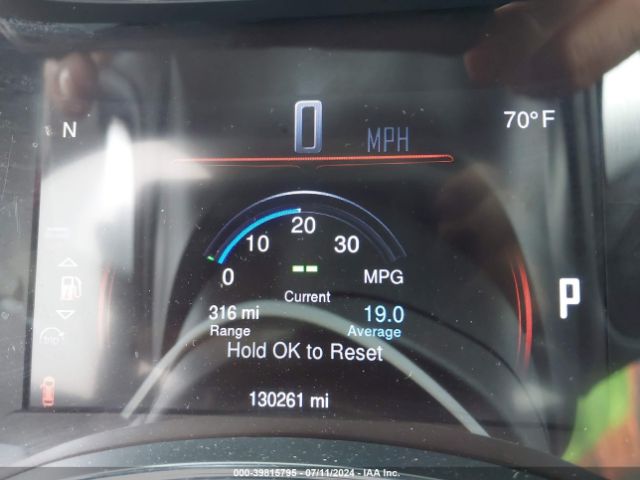 0 MPH
70°F
N
10 20 30
0 -- MPG
Current
316 mi 19.0
Range Average
P
Hold OK to Reset
trip
130261 mi
000-39815795 - 07/11/2024 - IAA Inc.